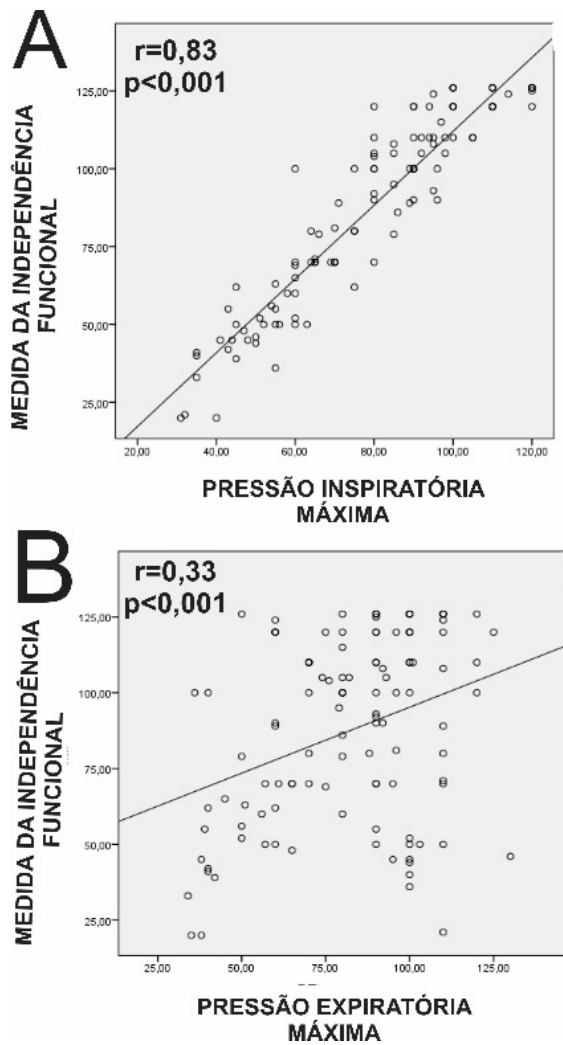 A
r=0,83
p<0,001
MEDIDA DA INDEPENDÊNCIA
FUNCIONAL
125,00
100,00
75,00
50,00
25,00
20,00 40,00 60,00 80,00 100,00 120,00
PRESSÃO INSPIRATÓRIA
MÁXIMA
B
r=0,33
p<0,001
MEDIDA DA INDEPENDÊNCIA
FUNCIONAL
125,00
100,00
75,00
50,00
25,00
25,00 50,00 75,00 100,00 125,00
PRESSÃO EXPIRATÓRIA
MÁXIMA